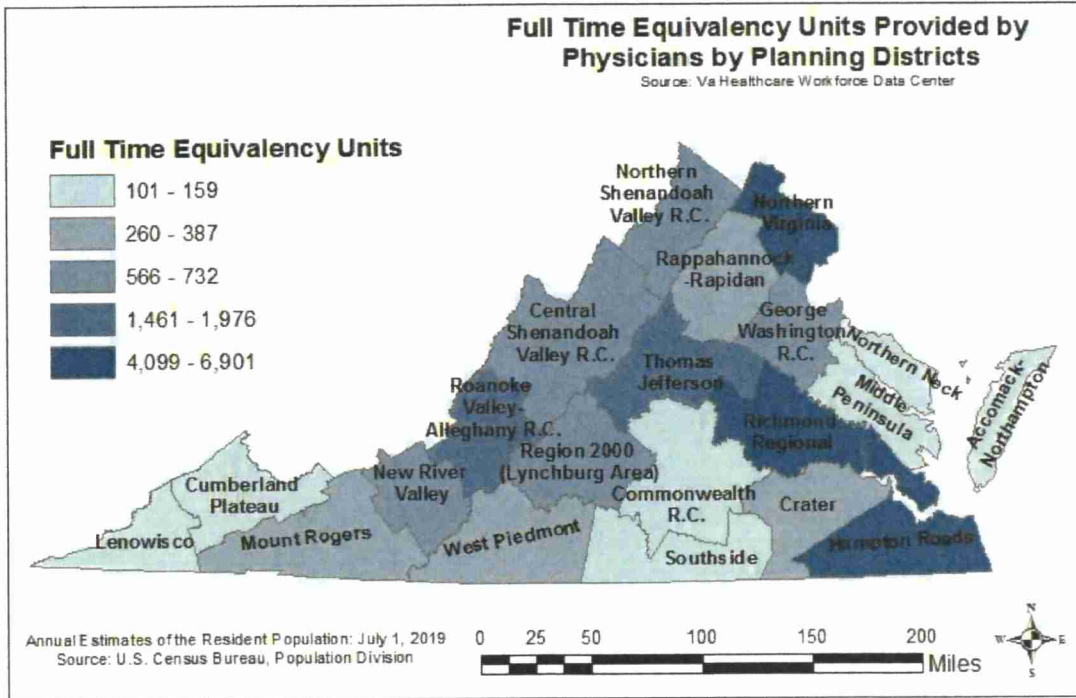 Full Time Equivalency Units Provided by
Physicians by Planning Districts
Source: Va Healthcare Workforce Data Center
Full Time Equivalency Units
101 - 159
260 - 387
566 - 732
1,461 - 1,976
4,099 - 6,901
Northern
Shenandoah
Valley R.C.
Northern
Virginia
Rappahannock
-Rapidan
Central
Shenandoah
Valley R.C.
George
Washington
R.C.
Northern Neck
Thomas
Jefferson
Middle
Peninsula
Accomack-
Northampton
Roanoke
Valley-
Alleghany R.C.
Richmond
Regional
Region 2000
(Lynchburg Area)
New River
Valley
Cumberland
Plateau
Commonwealth
R.C.
Crater
Lenowisco
Mount Rogers
West Piedmont
Southside
Hampton Roads
Annual Estimates of the Resident Population: July 1, 2019
Source: U.S. Census Bureau, Population Division
0 25 50 100 150 200
Miles
N
W E
S